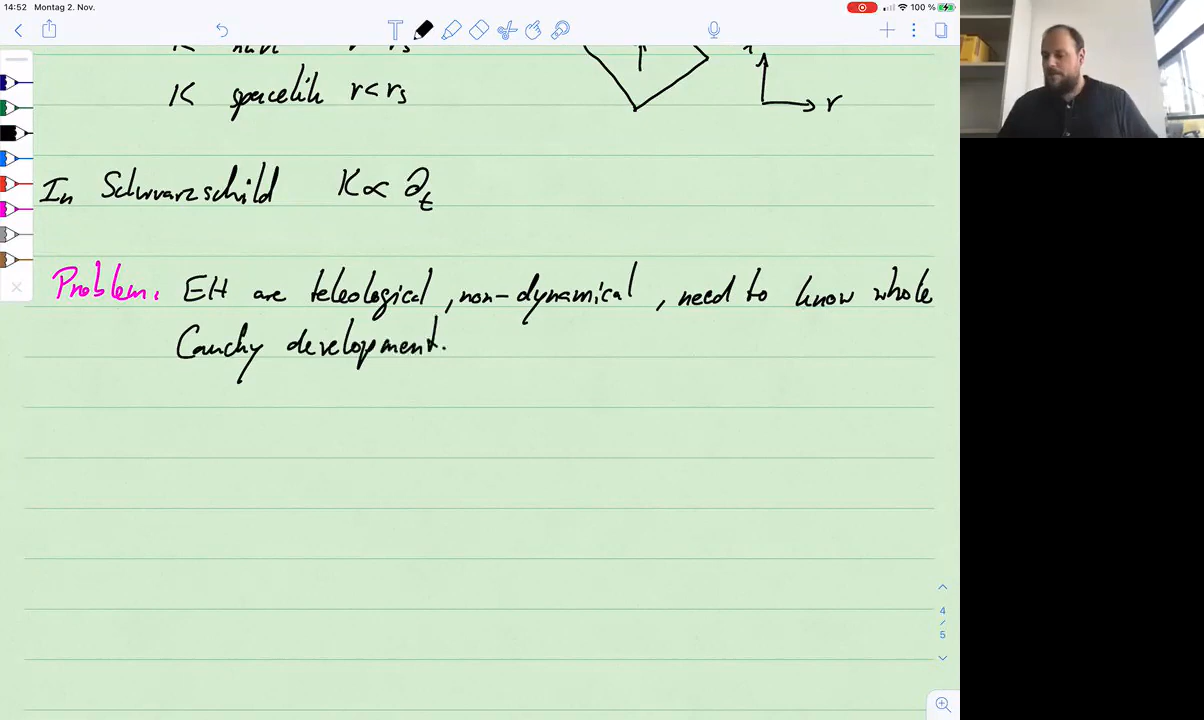 14:52 Montag 2. Nov.
100 %
T
K
K spacelik r<rs
r
In Schwarzschild K∝ ∂t
Problem: EH are teleological, non-dynamical, need to know whole
Cauchy development.
4
/
5